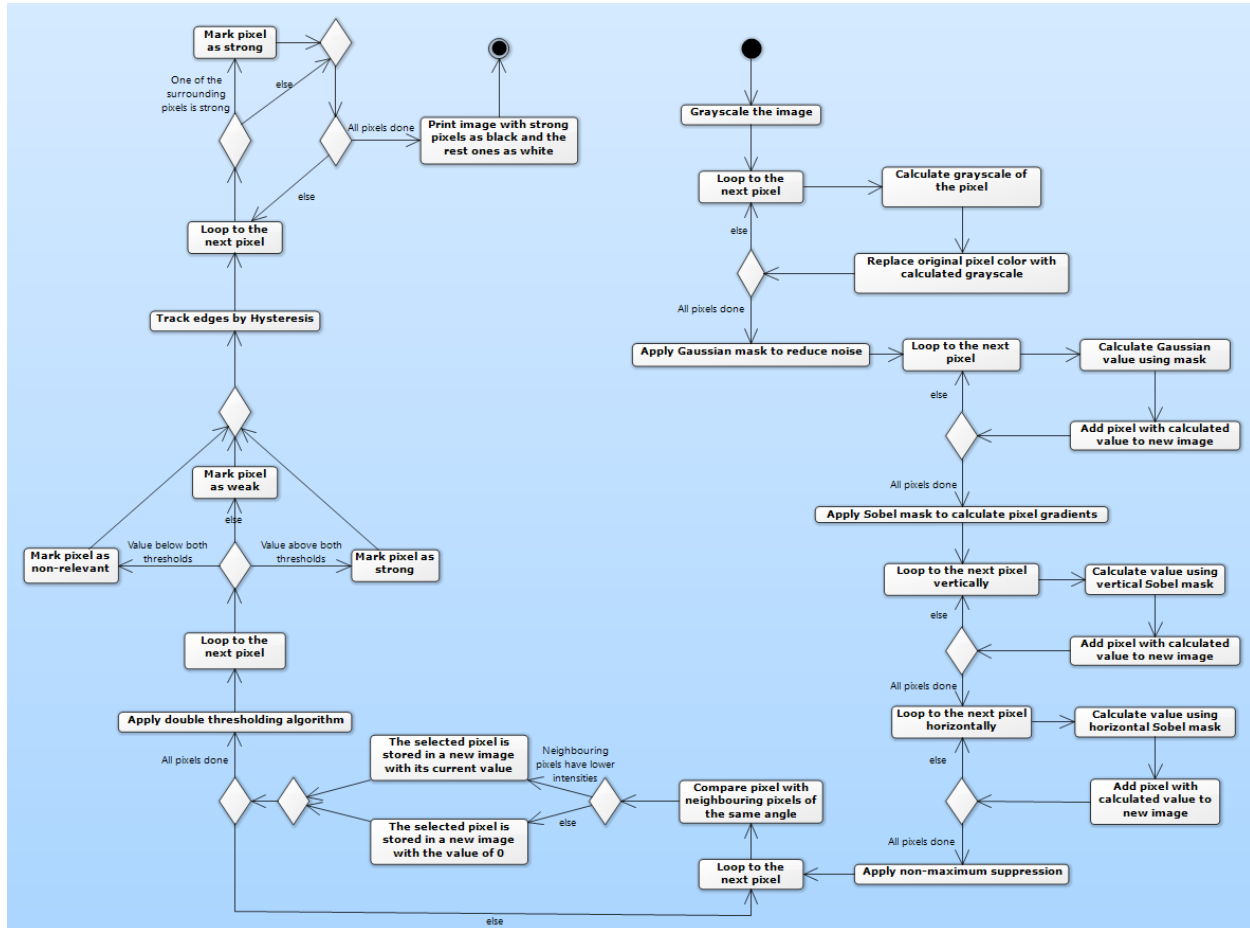 Mark pixel
as strong
One of the
surrounding
pixels is strong
else
All pixels done
Print image with strong
pixels as black and the
rest ones as white
else
Loop to the
next pixel
Track edges by Hysteresis
Mark pixel
as weak
else
Value below both
thresholds
Value above both
thresholds
Mark pixel as
non-relevant
Mark pixel as
strong
Loop to the
next pixel
Apply double thresholding algorithm
All pixels done
The selected pixel is
stored in a new image
with its current value
Neighbouring
pixels have lower
intensities
else
The selected pixel is
stored in a new image
with the value of 0
Compare pixel with
neighbouring pixels of
the same angle
Loop to the
next pixel
else
Grayscale the image
Loop to the
next pixel
Calculate grayscale of
the pixel
else
Replace original pixel color with
calculated grayscale
All pixels done
Apply Gaussian mask to reduce noise
Loop to the next
pixel
Calculate Gaussian
value using mask
else
Add pixel with calculated
value to new image
All pixels done
Apply Sobel mask to calculate pixel gradients
Loop to the next pixel
vertically
Calculate value using
vertical Sobel mask
else
Add pixel with calculated
value to new image
All pixels done
Loop to the next pixel
horizontally
Calculate value using
horizontal Sobel mask
else
Add pixel with
calculated value to
new image
All pixels done
Apply non-maximum suppression